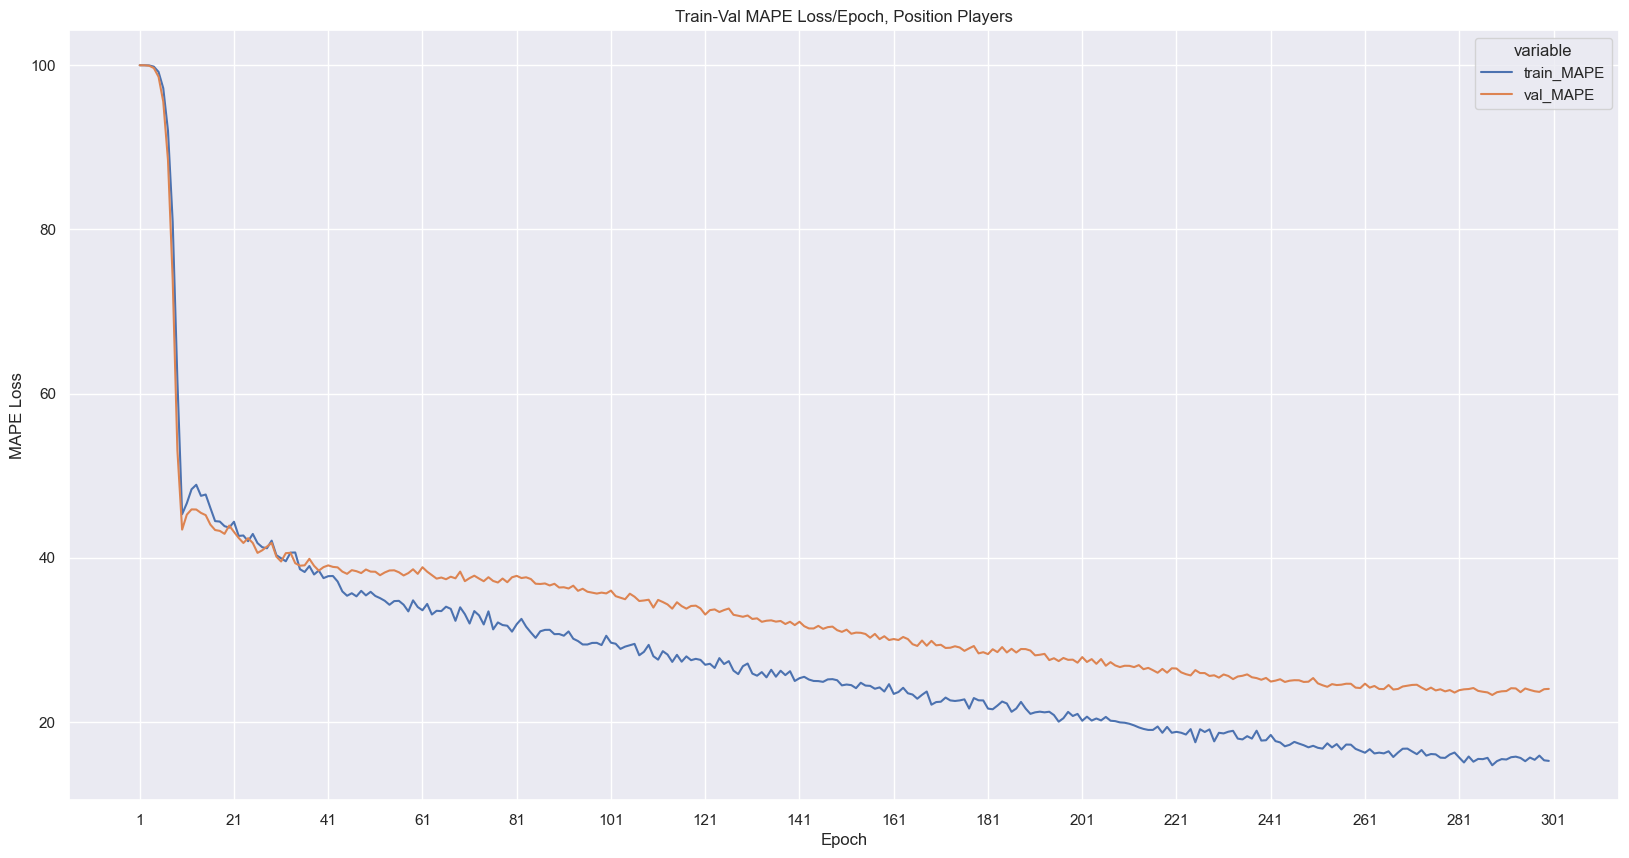 Train-Val MAPE Loss/Epoch, Position Players
variable
train_MAPE
val_MAPE
MAPE Loss
100
80
60
40
20
1 21 41 61 81 101 121 141 161 181 201 221 241 261 281 301
Epoch